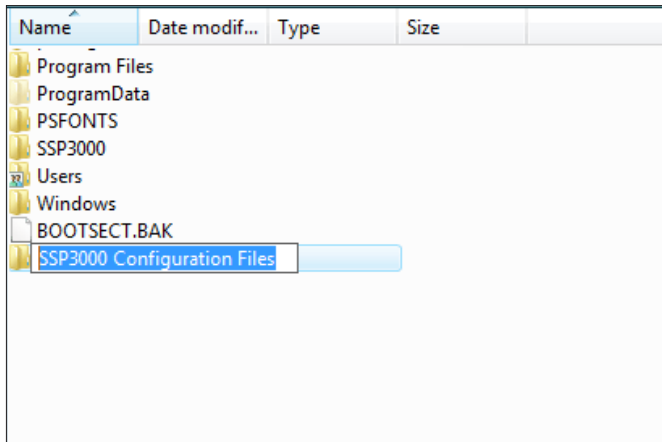 Name Date modif... Type Size
Program Files
ProgramData
PSFONTS
SSP3000
Users
Windows
BOOTSECT.BAK
SSP3000 Configuration Files